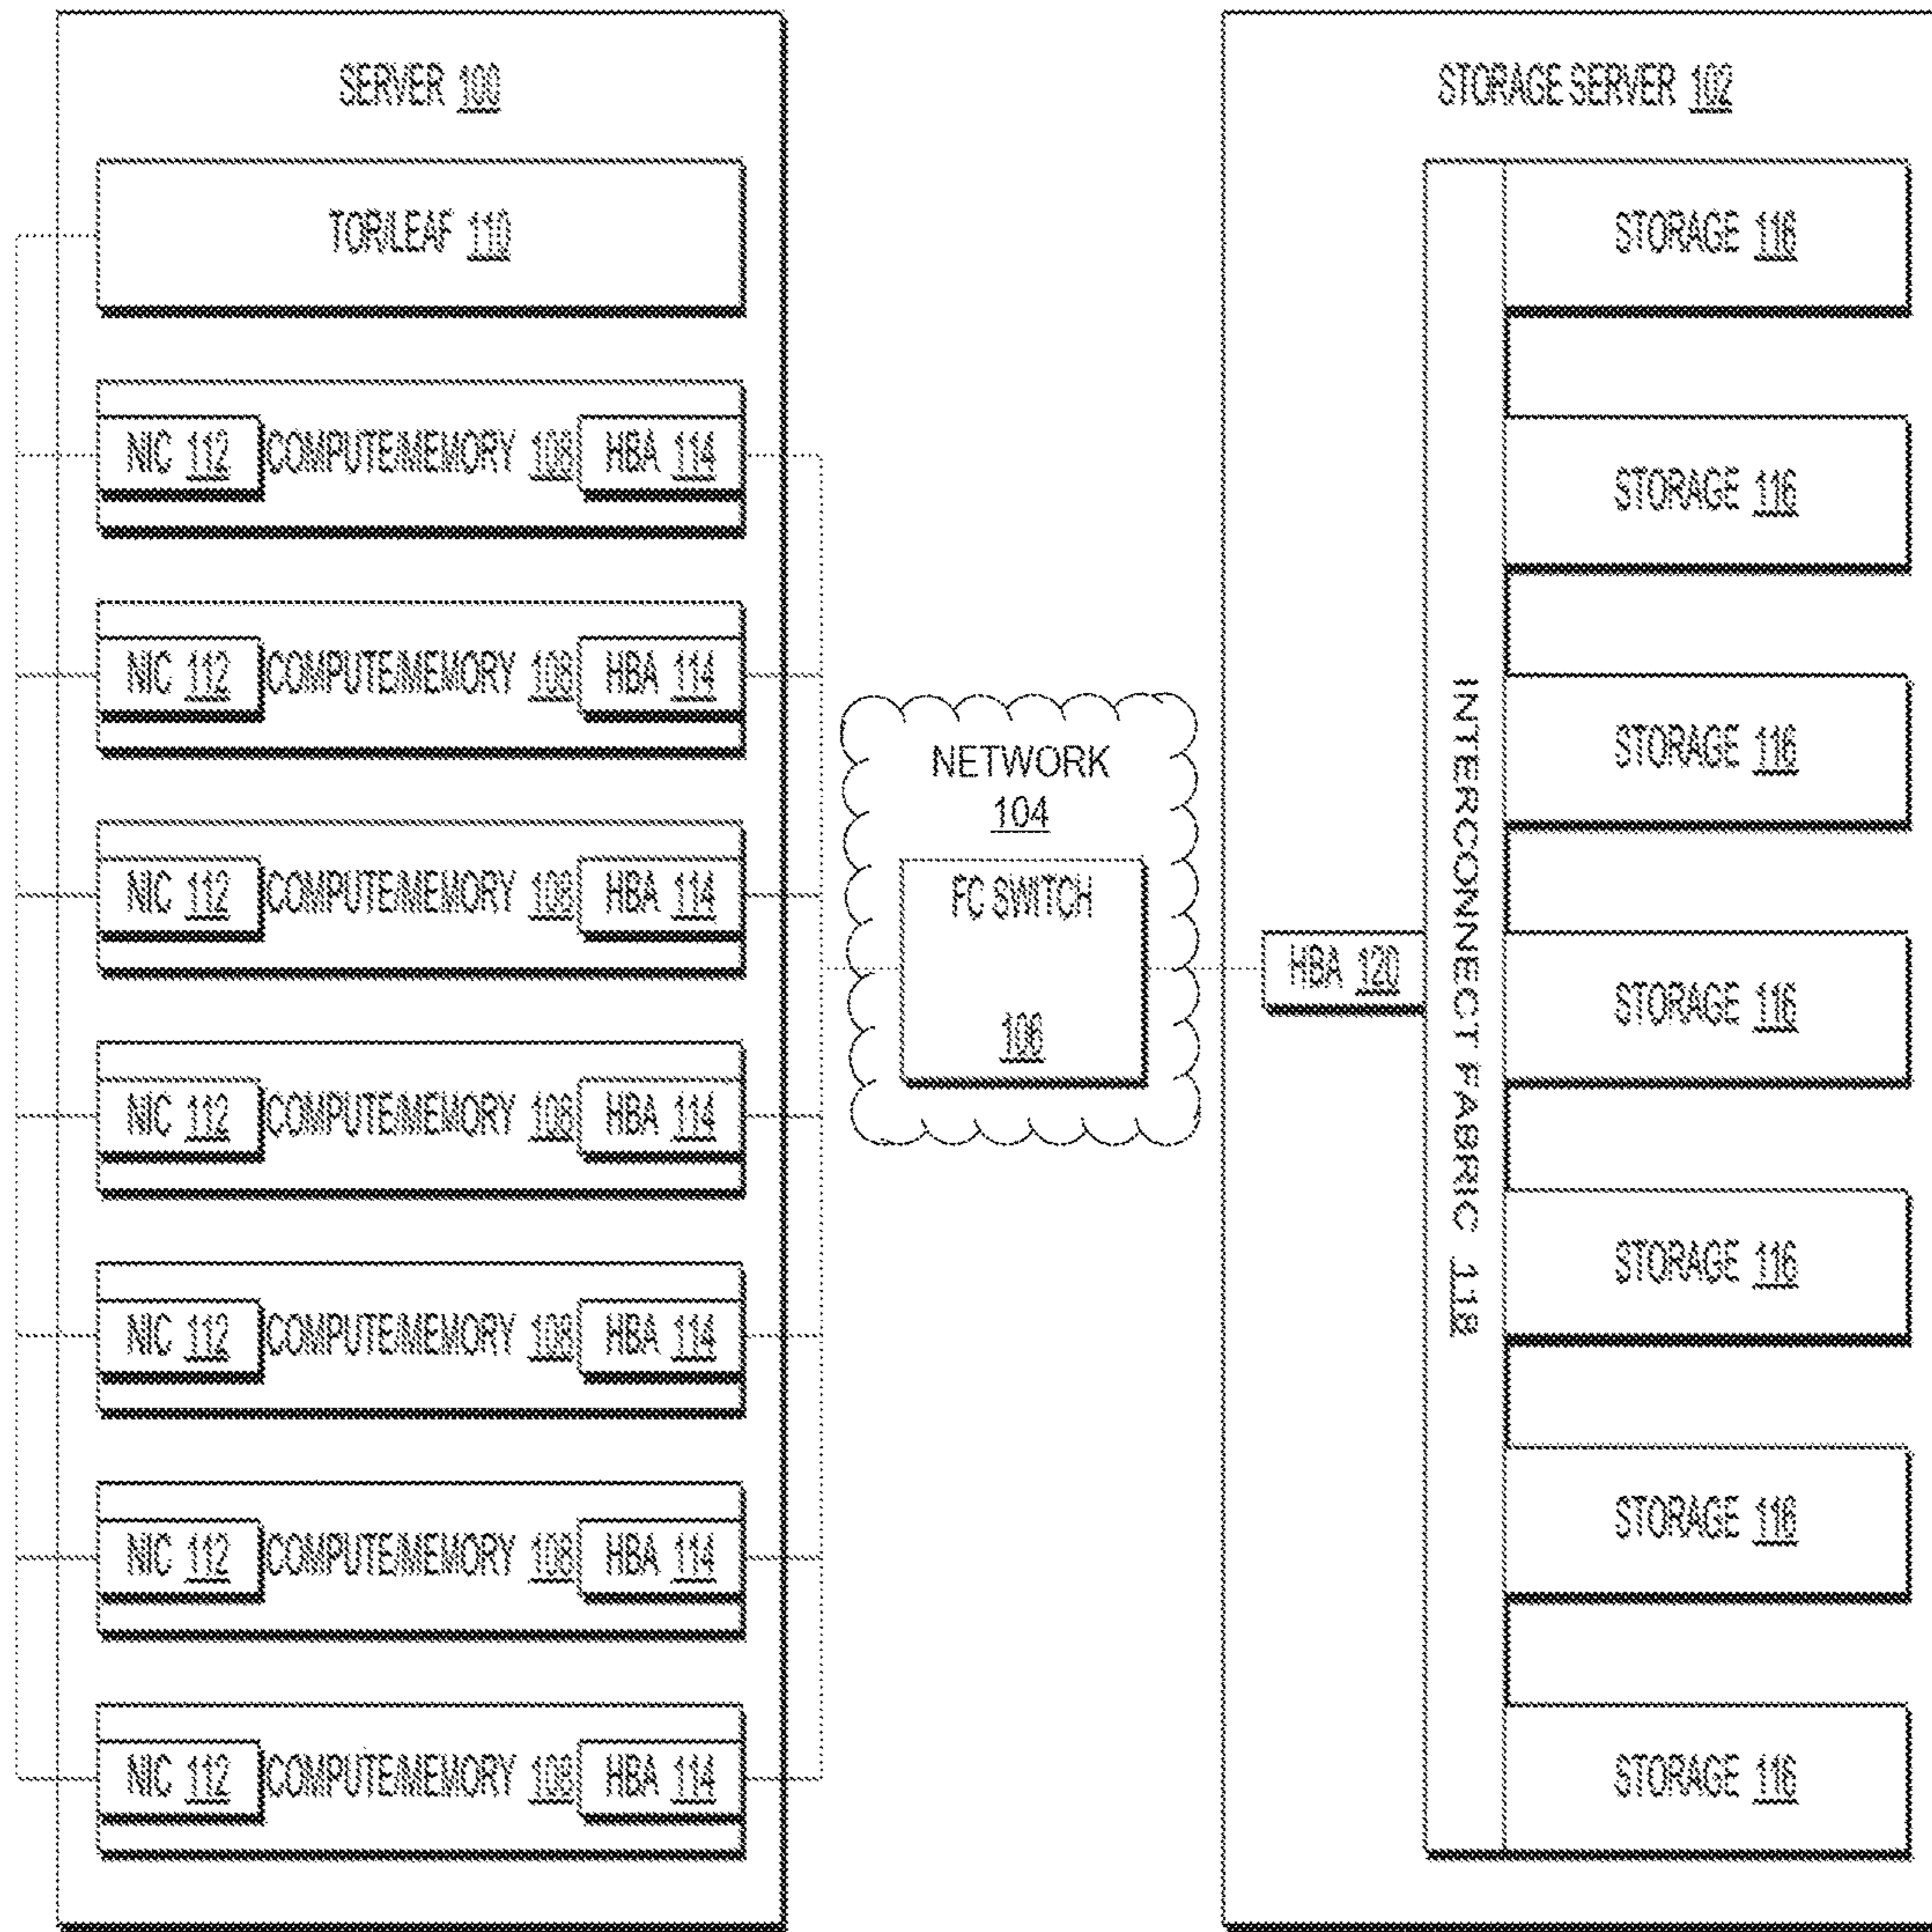 SERVER 100
TOR/LEAF 110
NIC 112 COMPUTE/MEMORY 108 HBA 114
NIC 112 COMPUTE/MEMORY 108 HBA 114
NIC 112 COMPUTE/MEMORY 108 HBA 114
NIC 112 COMPUTE/MEMORY 108 HBA 114
NIC 112 COMPUTE/MEMORY 108 HBA 114
NIC 112 COMPUTE/MEMORY 108 HBA 114
NIC 112 COMPUTE/MEMORY 108 HBA 114
NETWORK
104
FC SWITCH
106
STORAGE SERVER 102
HBA 120
INTERCONNECT FABRIC 118
STORAGE 116
STORAGE 116
STORAGE 116
STORAGE 116
STORAGE 116
STORAGE 116
STORAGE 116